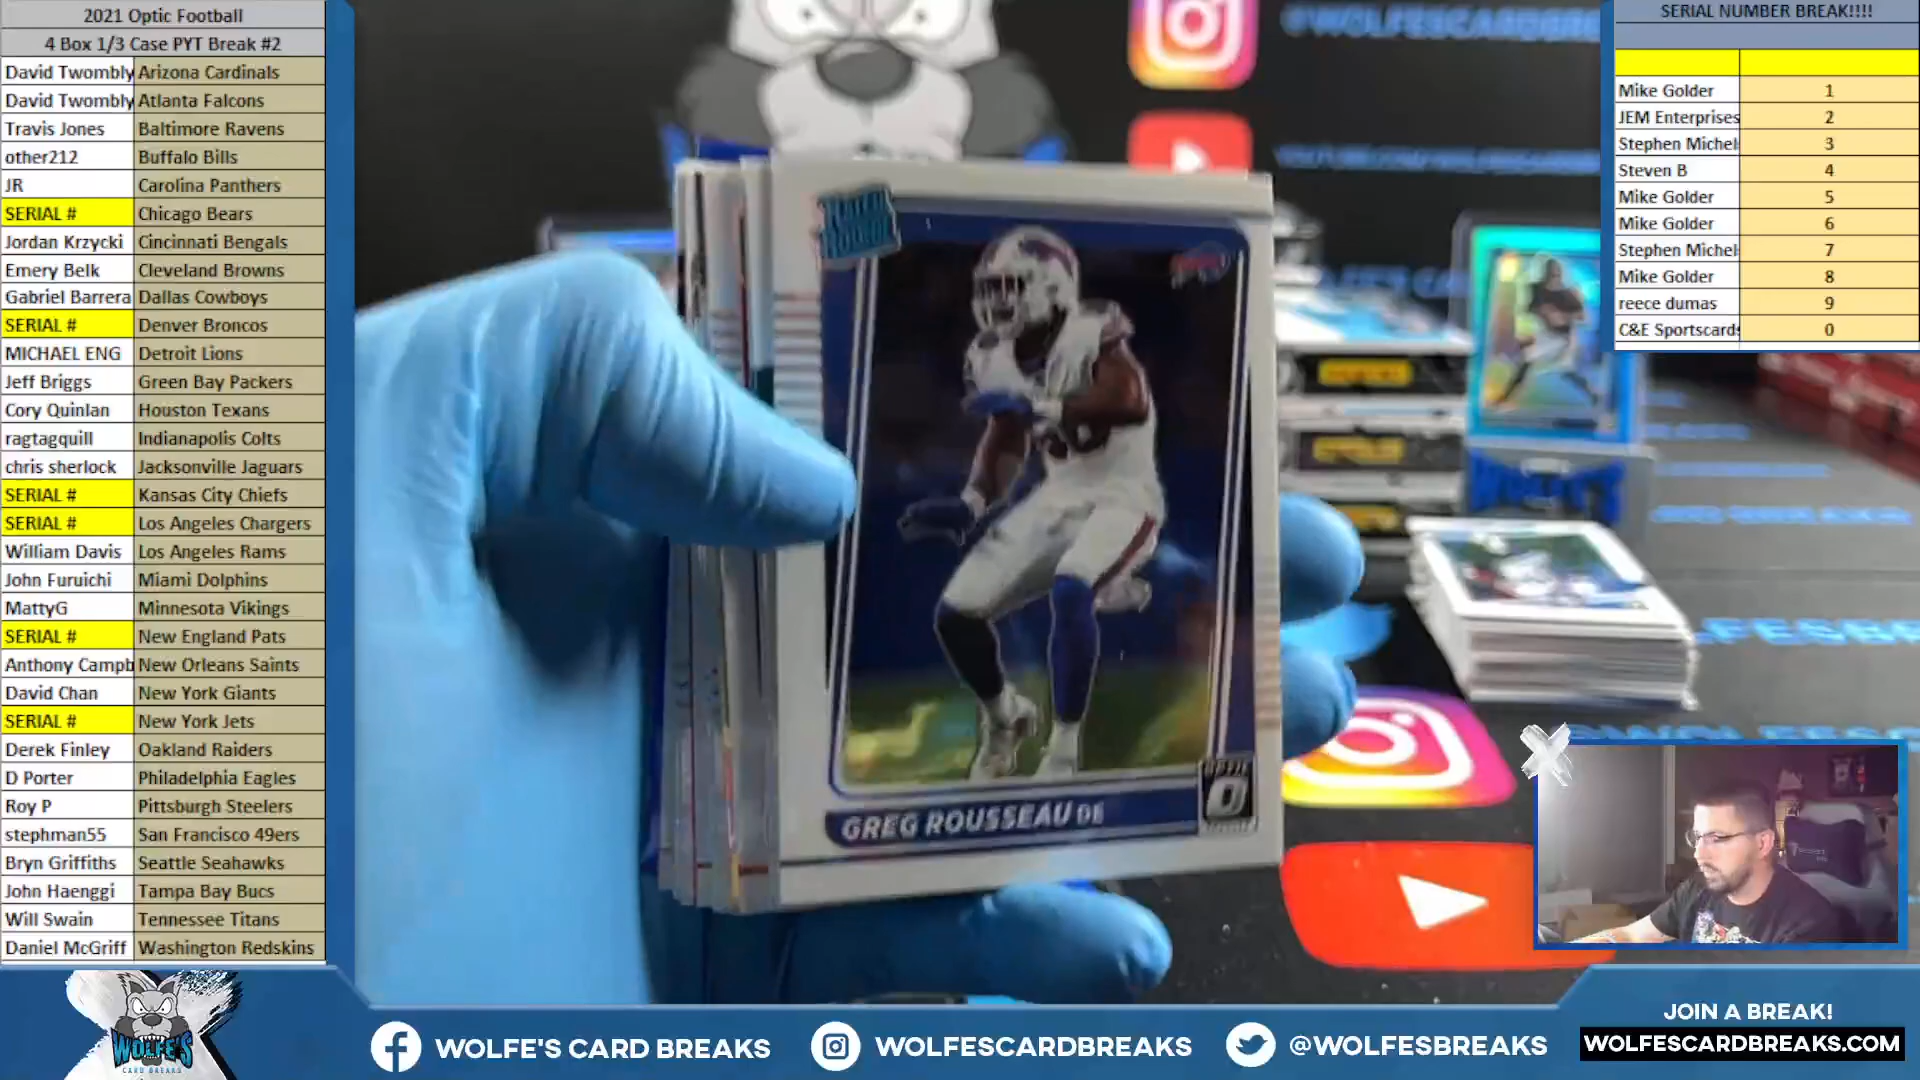 2021 Optic Football
4 Box 1/3 Case PYT Break #2
David Twombly Arizona Cardinals
David Twombly Atlanta Falcons
Travis Jones Baltimore Ravens
other212 Buffalo Bills
JR Carolina Panthers
SERIAL # Chicago Bears
Jordan Krzycki Cincinnati Bengals
Emery Belk Cleveland Browns
Gabriel Barrera Dallas Cowboys
SERIAL # Denver Broncos
MICHAEL ENG Detroit Lions
Jeff Briggs Green Bay Packers
Cory Quinlan Houston Texans
ragtagquill Indianapolis Colts
chris sherlock Jacksonville Jaguars
SERIAL # Kansas City Chiefs
SERIAL # Los Angeles Chargers
William Davis Los Angeles Rams
John Furuichi Miami Dolphins
MattyG Minnesota Vikings
SERIAL # New England Pats
Anthony Campb New Orleans Saints
David Chan New York Giants
SERIAL # New York Jets
Derek Finley Oakland Raiders
D Porter Philadelphia Eagles
Roy P Pittsburgh Steelers
stephman55 San Francisco 49ers
Bryn Griffiths Seattle Seahawks
John Haenggi Tampa Bay Bucs
Will Swain Tennessee Titans
Daniel McGriff Washington Redskins
@WOLFESCARDBRE
RATED ROOKIE
GREG ROUSSEAU DE
OPTIC
SERIAL NUMBER BREAK!!!!
Mike Golder 1
JEM Enterprises 2
Stephen Michel 3
Steven B 4
Mike Golder 5
Mike Golder 6
Stephen Michel 7
Mike Golder 8
reece dumas 9
C&E Sportscards 0
WOLFE'S
CARD BREAKS
WOLFE'S CARD BREAKS
WOLFESCARDBREAKS
@WOLFESBREAKS
JOIN A BREAK!
WOLFESCARDBREAKS.COM